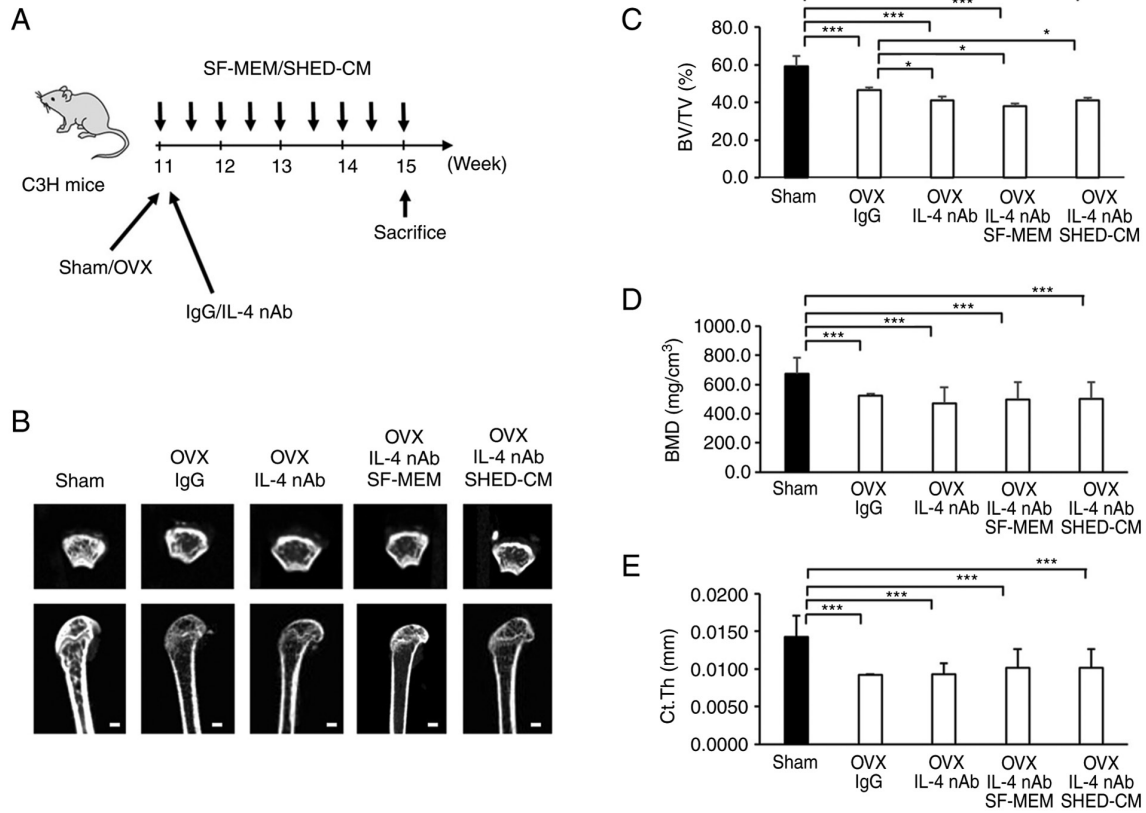 A
SF-MEM/SHED-CM
11 12 13 14 15 (Week)
C3H mice
Sacrifice
Sham/OVX
IgG/IL-4 nAb
B
Sham
OVX
IgG
OVX
IL-4 nAb
OVX
IL-4 nAb
SF-MEM
OVX
IL-4 nAb
SHED-CM
C
***
***
***
*
*
*
BV/TV (%)
80.0
60.0
40.0
20.0
0.0
Sham
OVX
IgG
OVX
IL-4 nAb
OVX
IL-4 nAb
SF-MEM
OVX
IL-4 nAb
SHED-CM
D
***
***
***
***
BMD (mg/cm³)
1000.0
800.0
600.0
400.0
200.0
0.0
Sham
OVX
IgG
OVX
IL-4 nAb
OVX
IL-4 nAb
SF-MEM
OVX
IL-4 nAb
SHED-CM
E
***
***
***
***
Ct.Th (mm)
0.0200
0.0150
0.0100
0.0050
0.0000
Sham
OVX
IgG
OVX
IL-4 nAb
OVX
IL-4 nAb
SF-MEM
OVX
IL-4 nAb
SHED-CM